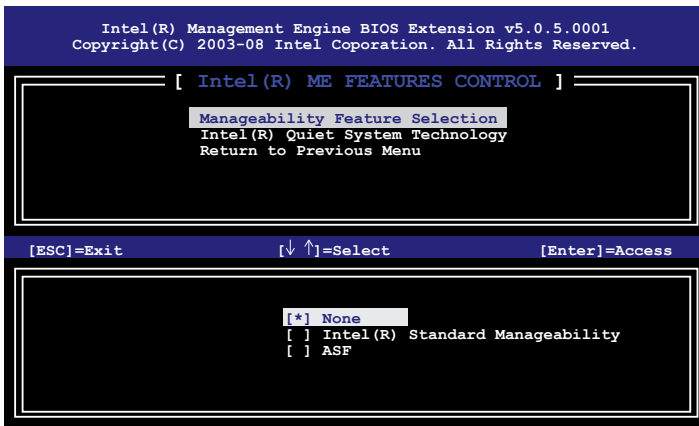 Intel(R) Management Engine BIOS Extension v5.0.5.0001
Copyright(C) 2003-08 Intel Coporation. All Rights Reserved.
[ Intel(R) ME FEATURES CONTROL ]
Manageability Feature Selection
Intel(R) Quiet System Technology
Return to Previous Menu
[ESC]=Exit [↓ ↑]=Select [Enter]=Access
[*] None
[ ] Intel(R) Standard Manageability
[ ] ASF